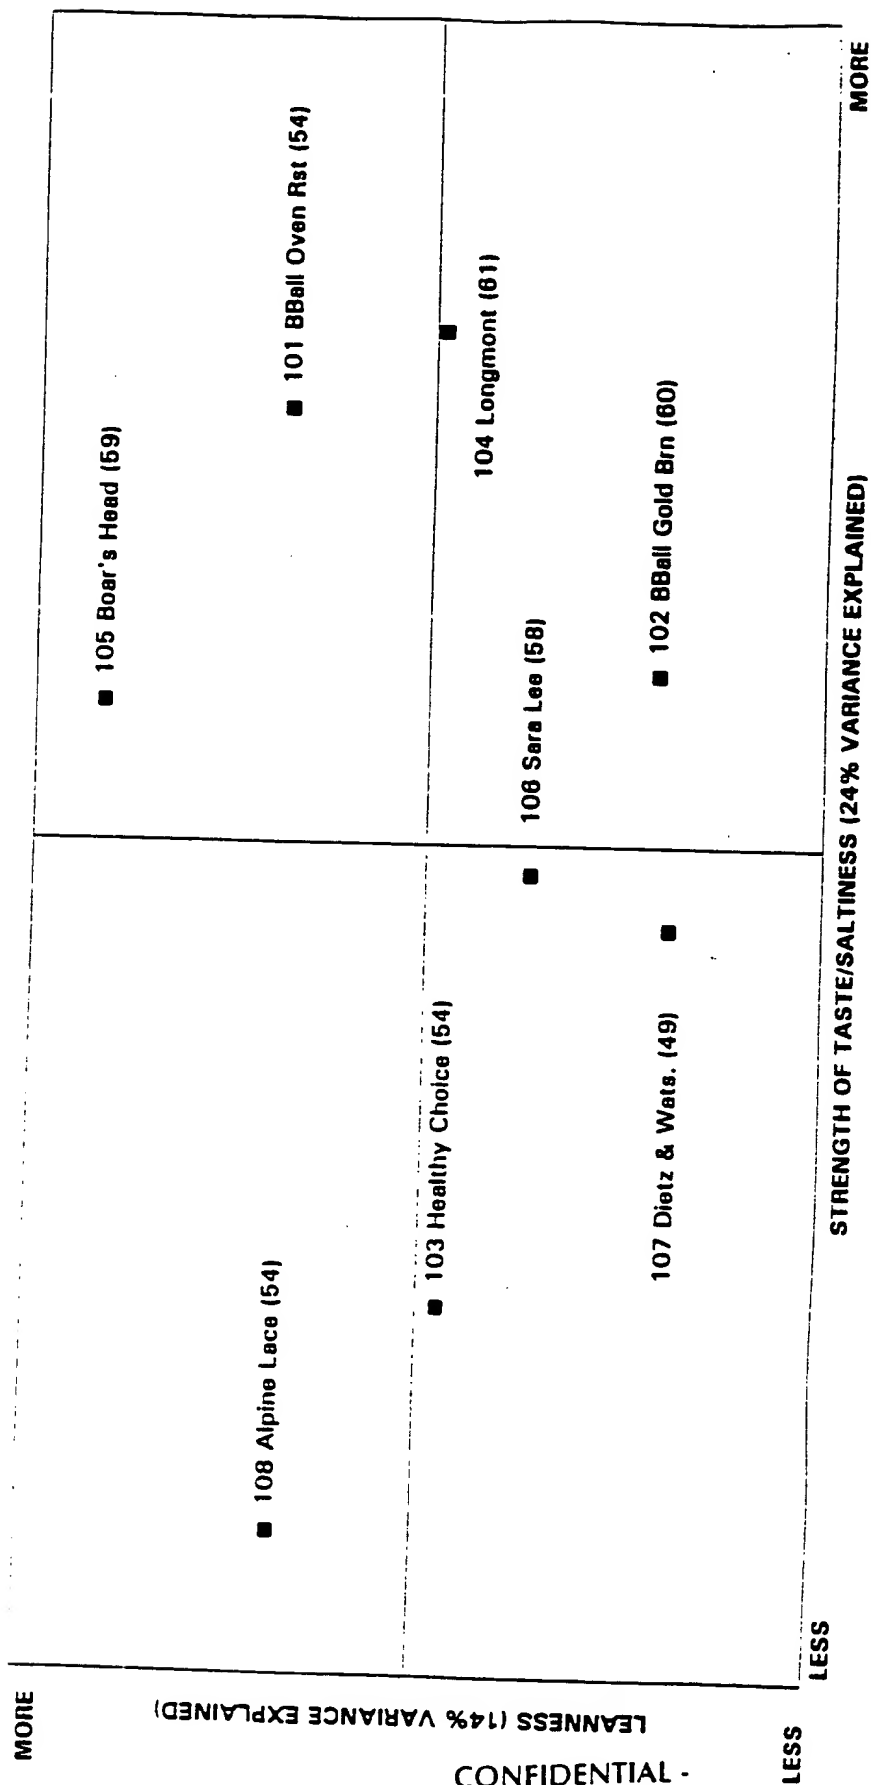 MORE
LEANNESS (14% VARIANCE EXPLAINED)
LESS
105 Boar's Head (59)
101 BBall Oven Rst (54)
108 Alpine Lace (54)
103 Healthy Choice (54)
104 Longmont (61)
106 Sara Lee (58)
102 BBall Gold Brn (60)
107 Dietz & Wats. (49)
LESS
STRENGTH OF TASTE/SALTINESS (24% VARIANCE EXPLAINED)
MORE
CONFIDENTIAL -